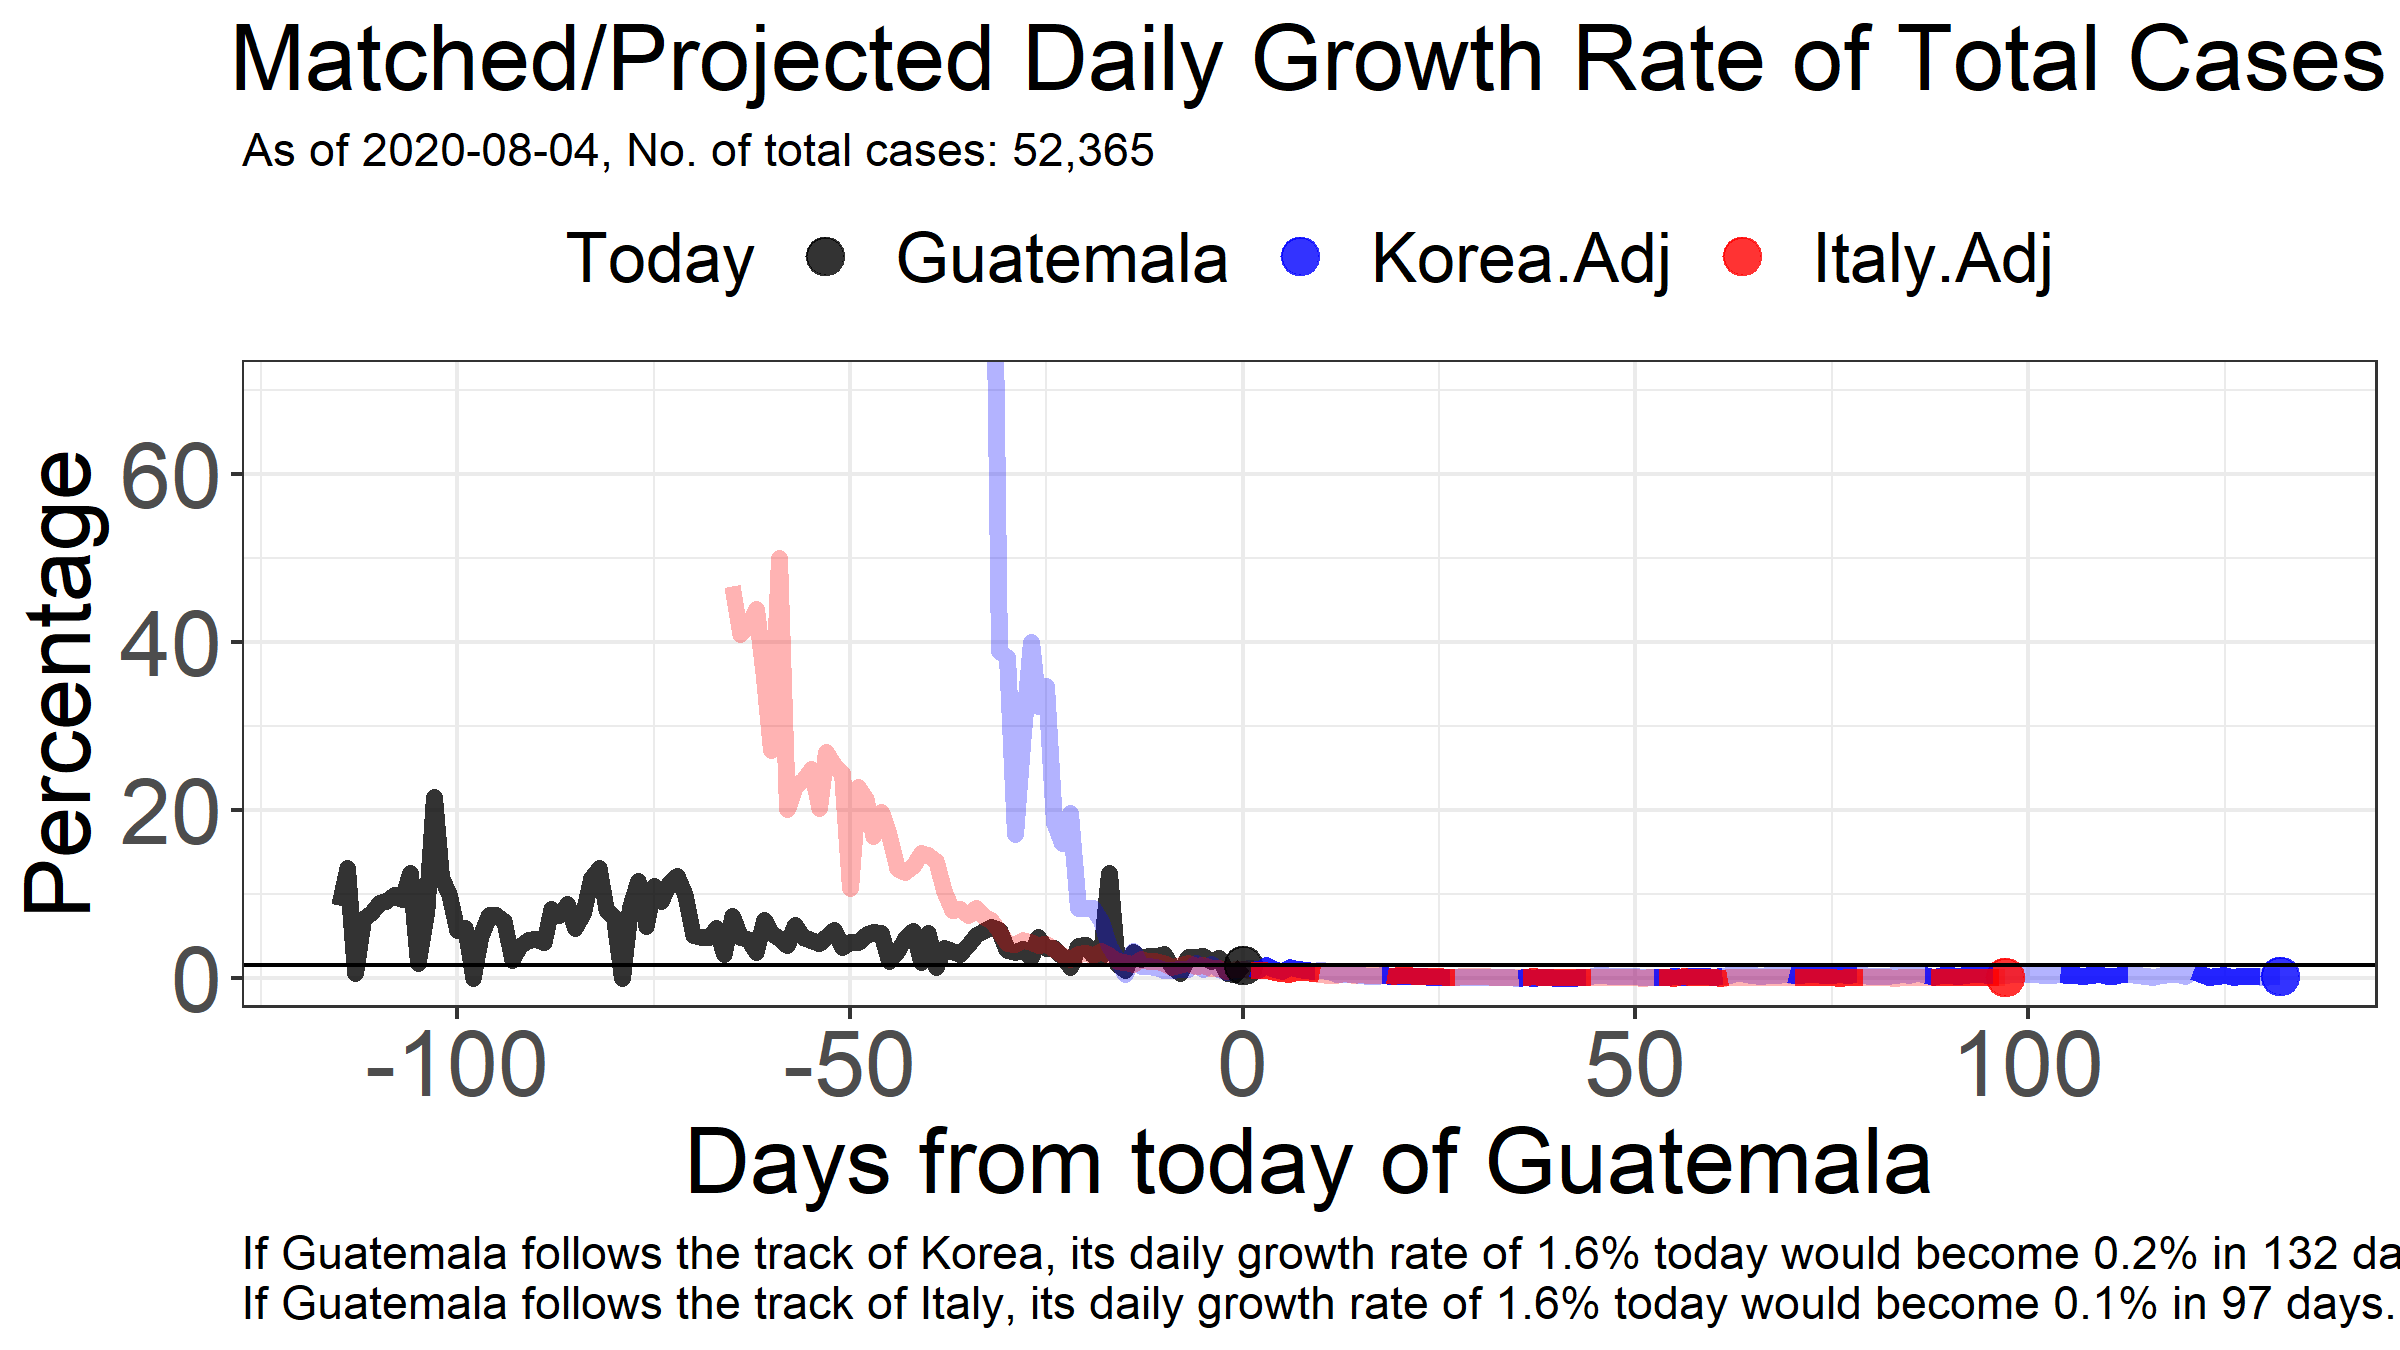 Matched/Projected Daily Growth Rate of Total Cases
As of 2020-08-04, No. of total cases: 52,365
Today Guatemala Korea.Adj Italy.Adj
Percentage
60
40
20
0
-100 -50 0 50 100
Days from today of Guatemala
If Guatemala follows the track of Korea, its daily growth rate of 1.6% today would become 0.2% in 132 da
If Guatemala follows the track of Italy, its daily growth rate of 1.6% today would become 0.1% in 97 days.